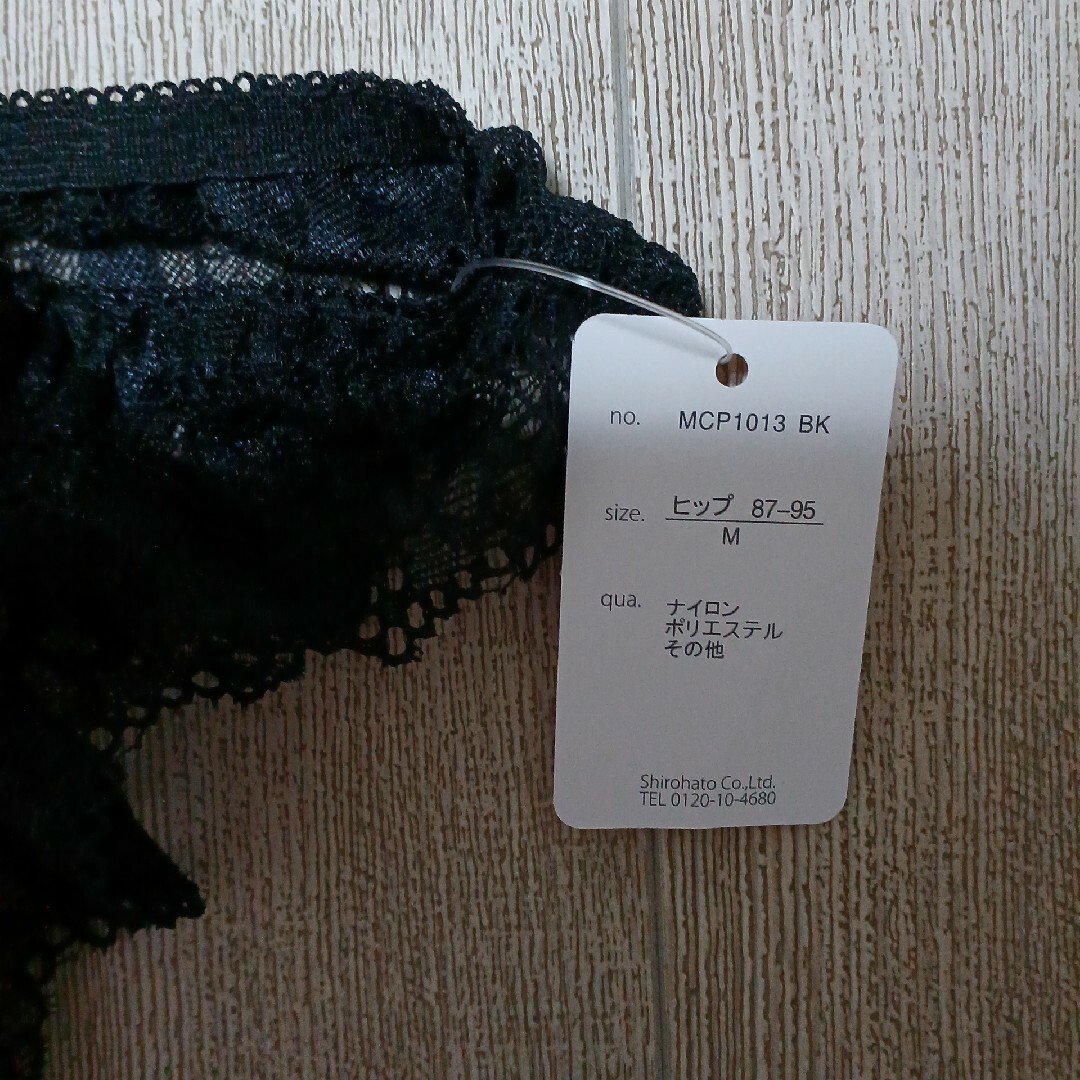 no. MCP1013 BK
size. ヒップ 87–95
M
qua. ナイロン
ポリエステル
その他
Shirohato Co.,Ltd.
TEL 0120-10-4680